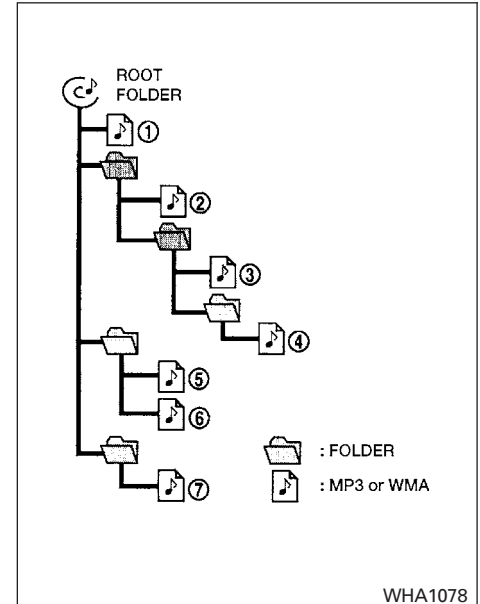 ROOT
FOLDER
①
②
③
④
⑤
⑥
⑦
: FOLDER
: MP3 or WMA
WHA1078